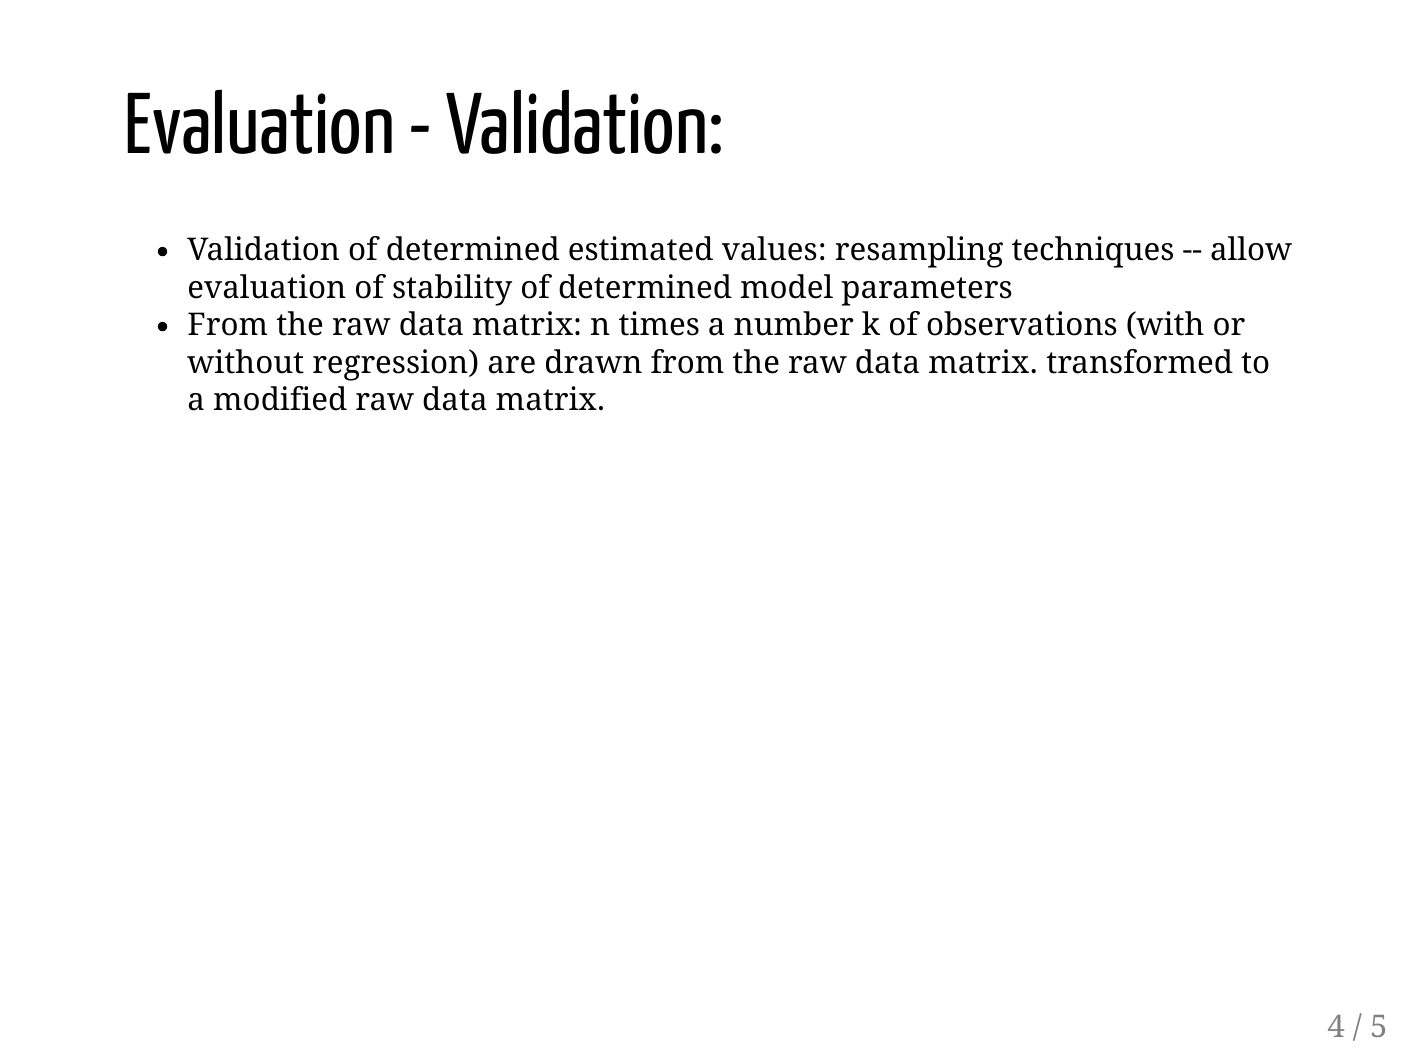 Evaluation - Validation:
• Validation of determined estimated values: resampling techniques -- allow
evaluation of stability of determined model parameters
• From the raw data matrix: n times a number k of observations (with or
without regression) are drawn from the raw data matrix. transformed to
a modified raw data matrix.
4 / 5